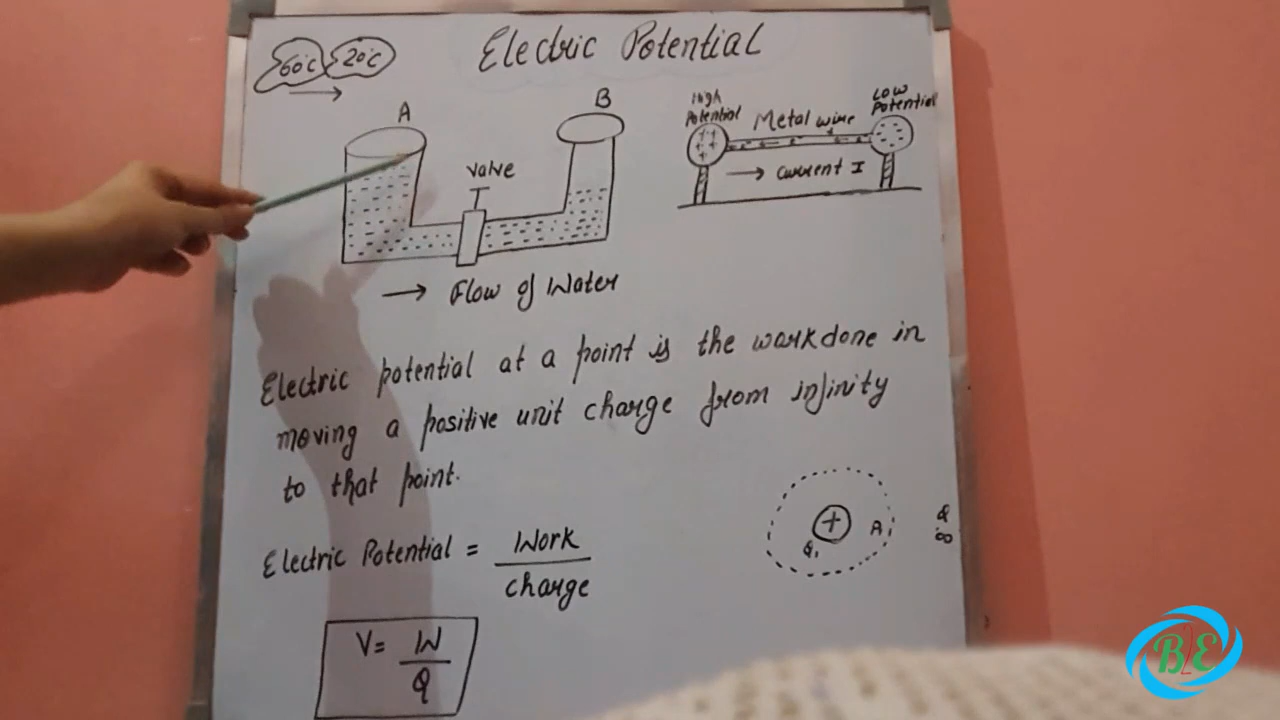 Electric Potential
60°C 20°C
A
B
valve
Flow of Water
High
Potential
Low
Potential
Metal wire
Current I
Electric potential at a point is the workdone in
moving a positive unit charge from infinity
to that point.
Electric Potential = Work
charge
V = W
Q
+
Q1
A
Q
∞
B2E